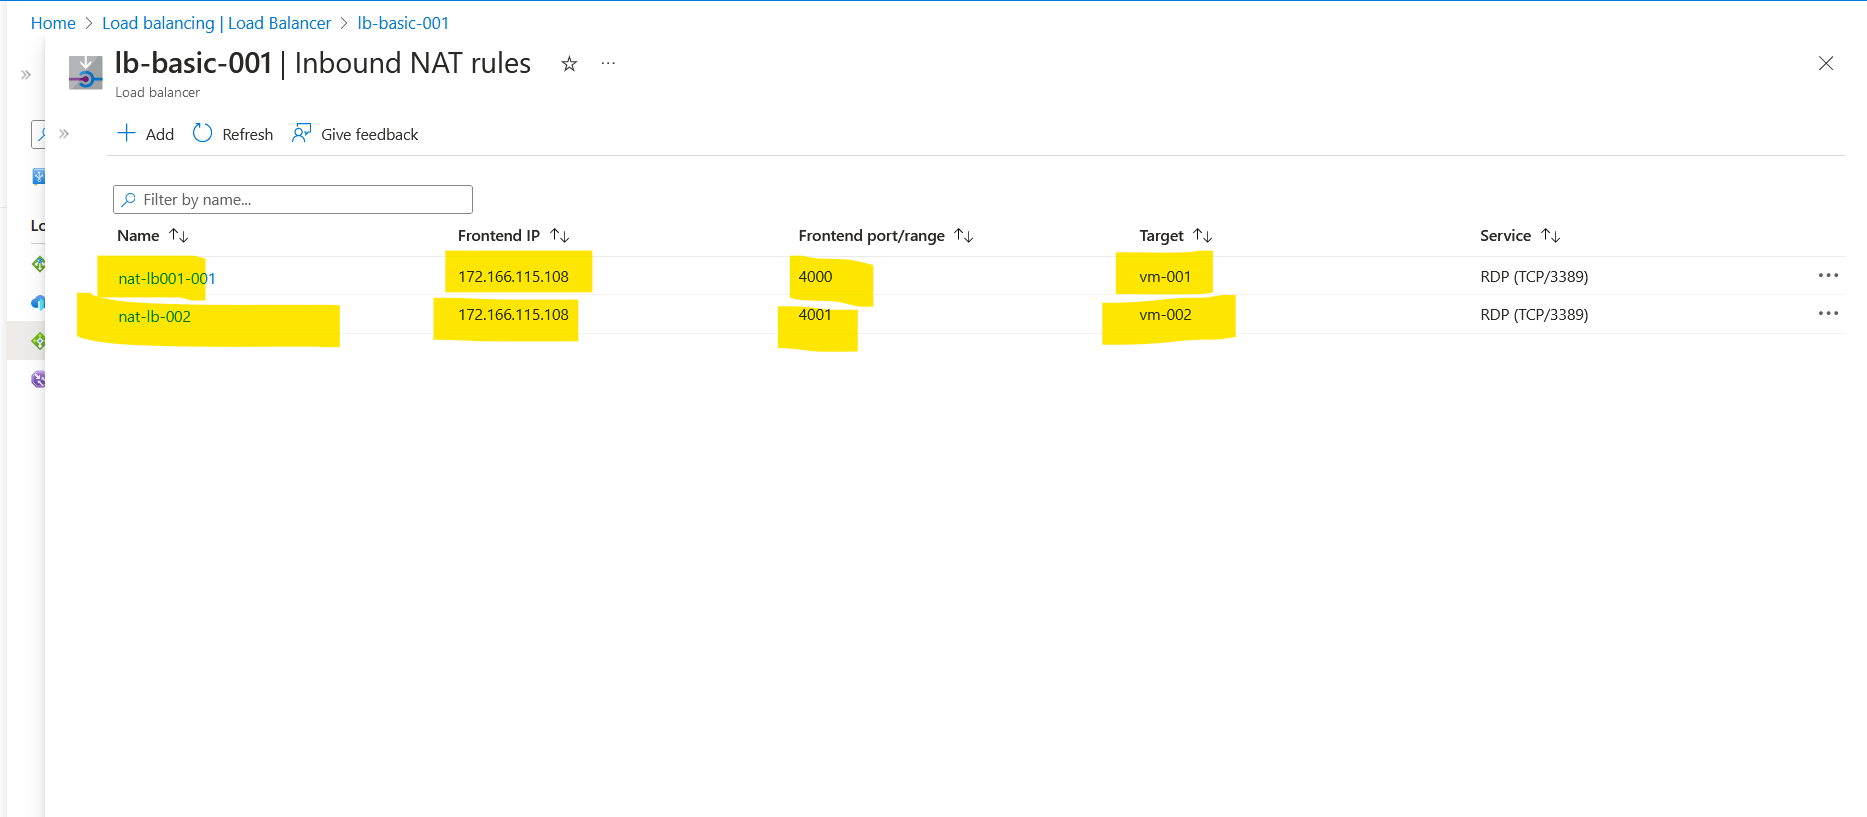 Home > Load balancing | Load Balancer > lb-basic-001
lb-basic-001 | Inbound NAT rules
Load balancer
Add Refresh Give feedback
Filter by name...
Lo
Name Frontend IP Frontend port/range Target Service
nat-lb001-001 172.166.115.108 4000 vm-001 RDP (TCP/3389)
nat-lb-002 172.166.115.108 4001 vm-002 RDP (TCP/3389)